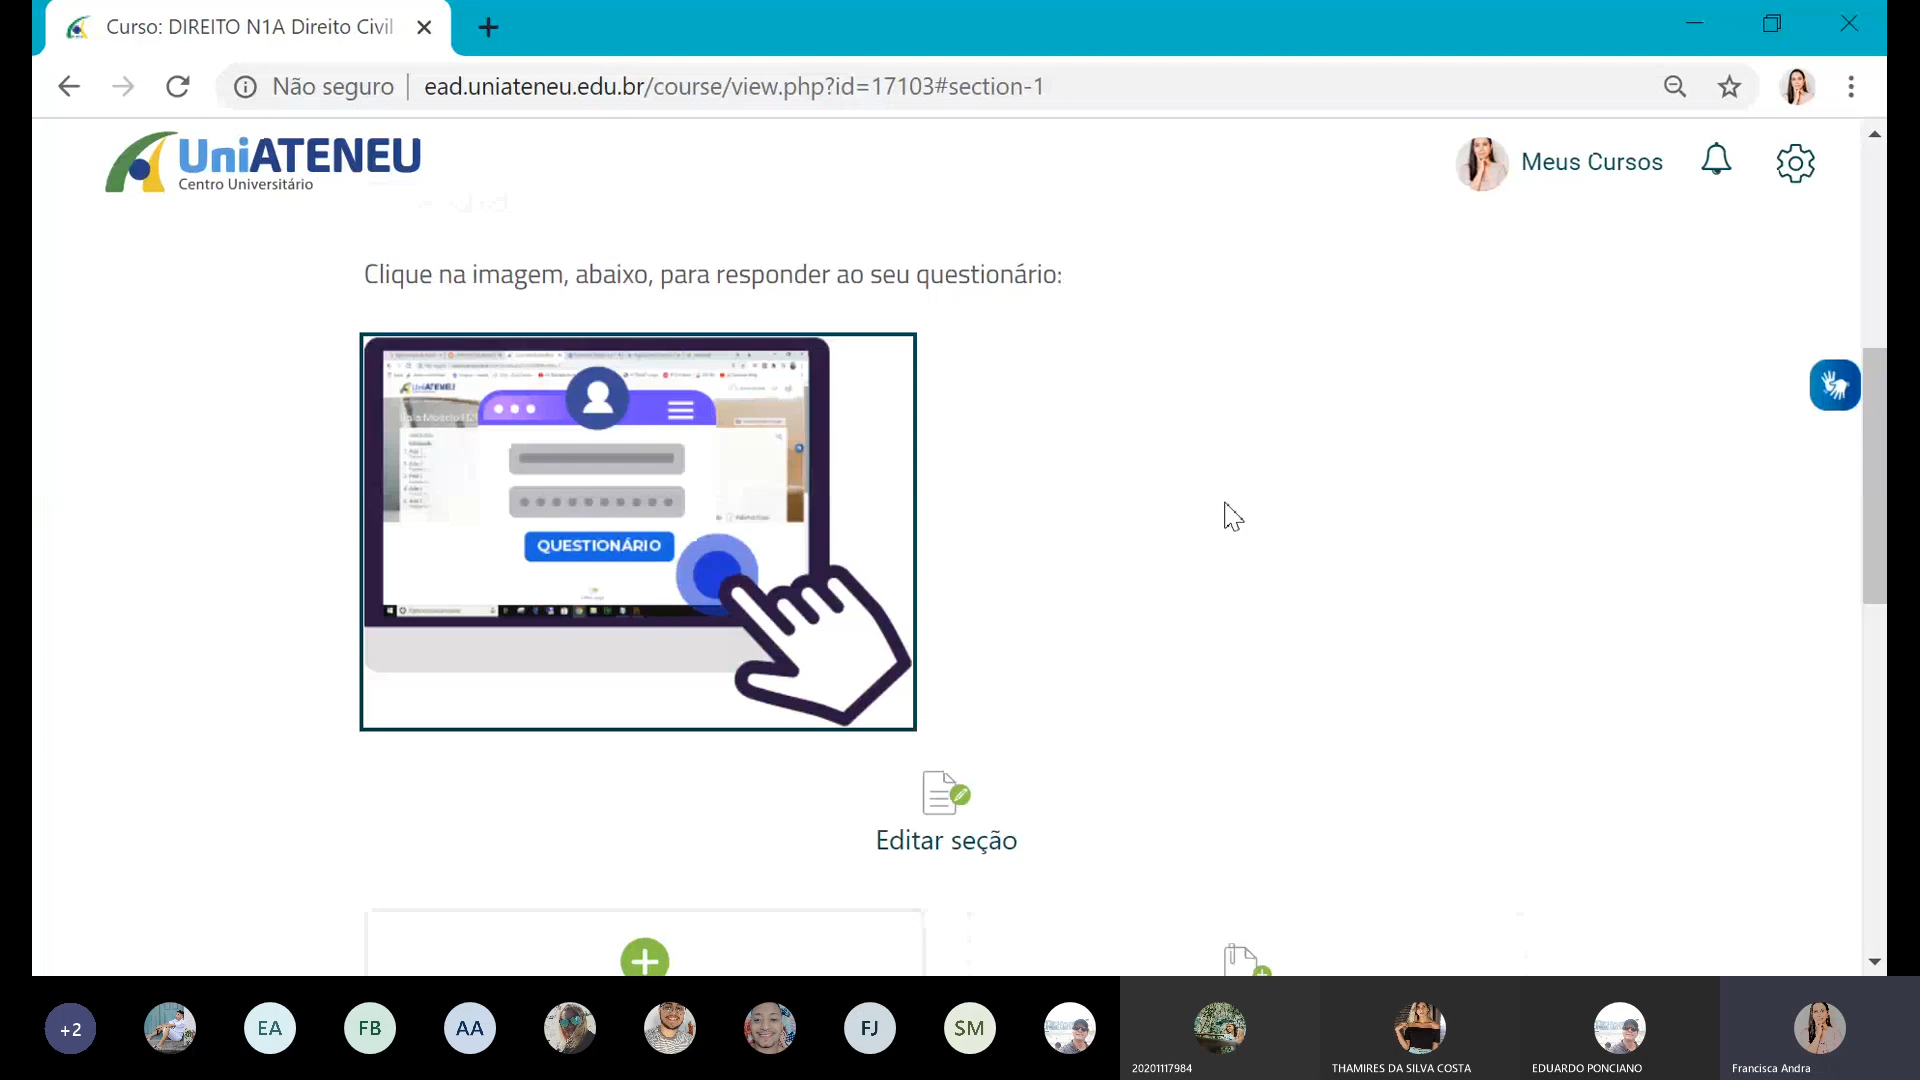 Curso: DIREITO N1A Direito Civil
Não seguro
ead.uniateneu.edu.br/course/view.php?id=17103#section-1
UniATENEU
Centro Universitário
Meus Cursos
Clique na imagem, abaixo, para responder ao seu questionário:
UniATENEU
QUESTIONÁRIO
Editar seção
+2
EA
FB
AA
FJ
SM
20201117984
THAMIRES DA SILVA COSTA
EDUARDO PONCIANO
Francisca Andra